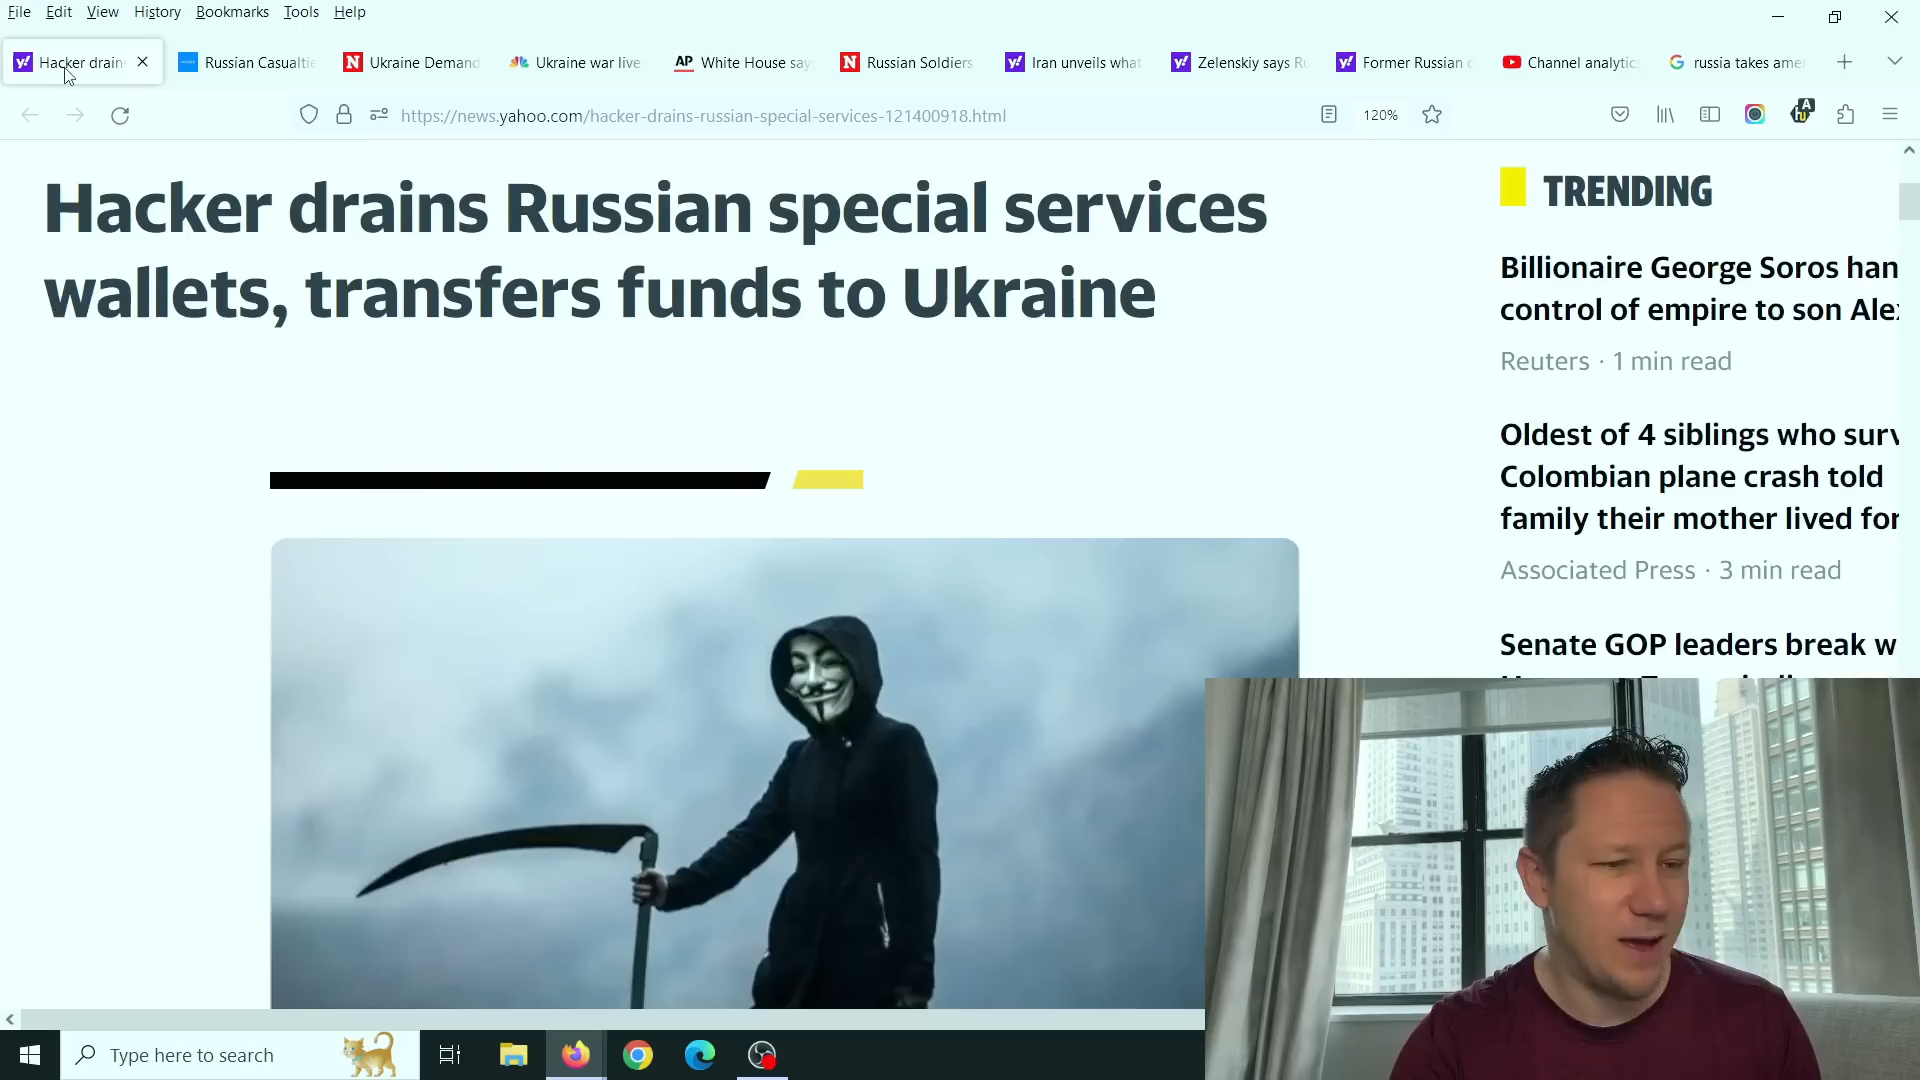 File Edit View History Bookmarks Tools Help
Hacker drain
Russian Casualtie
Ukraine Demand
Ukraine war live
AP White House say
Russian Soldiers
Iran unveils what
Zelenskiy says Ru
Former Russian c
Channel analytics
russia takes ame
https://news.yahoo.com/hacker-drains-russian-special-services-121400918.html
120%
Hacker drains Russian special services
wallets, transfers funds to Ukraine
TRENDING
Billionaire George Soros han
control of empire to son Ale
Reuters · 1 min read
Oldest of 4 siblings who surv
Colombian plane crash told
family their mother lived for
Associated Press · 3 min read
Senate GOP leaders break w
Type here to search